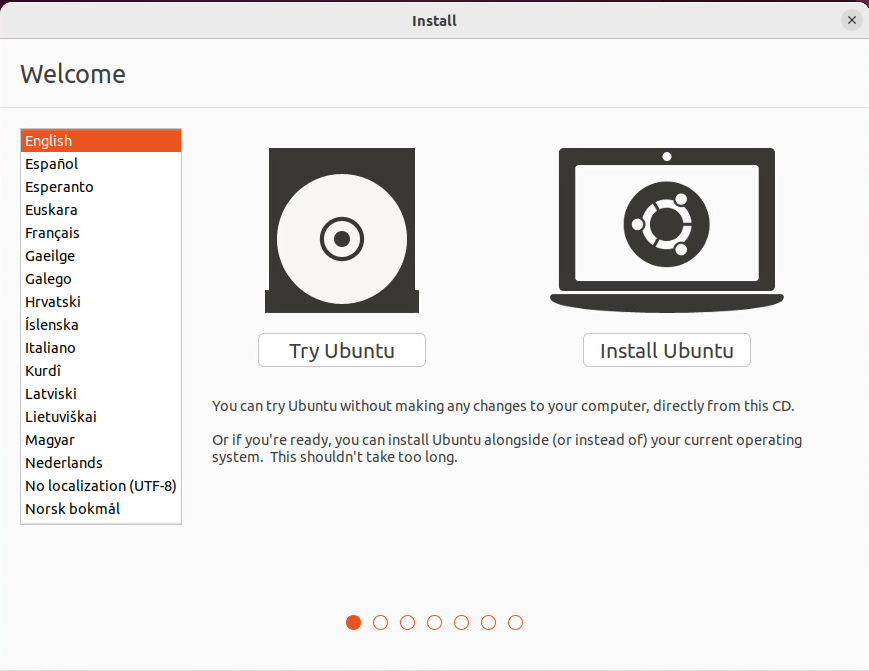 Install
Welcome
English
Español
Esperanto
Euskara
Français
Gaeilge
Galego
Hrvatski
Íslenska
Italiano
Kurdî
Latviski
Lietuviškai
Magyar
Nederlands
No localization (UTF-8)
Norsk bokmål
Try Ubuntu
Install Ubuntu
You can try Ubuntu without making any changes to your computer, directly from this CD.
Or if you're ready, you can install Ubuntu alongside (or instead of) your current operating
system.  This shouldn't take too long.